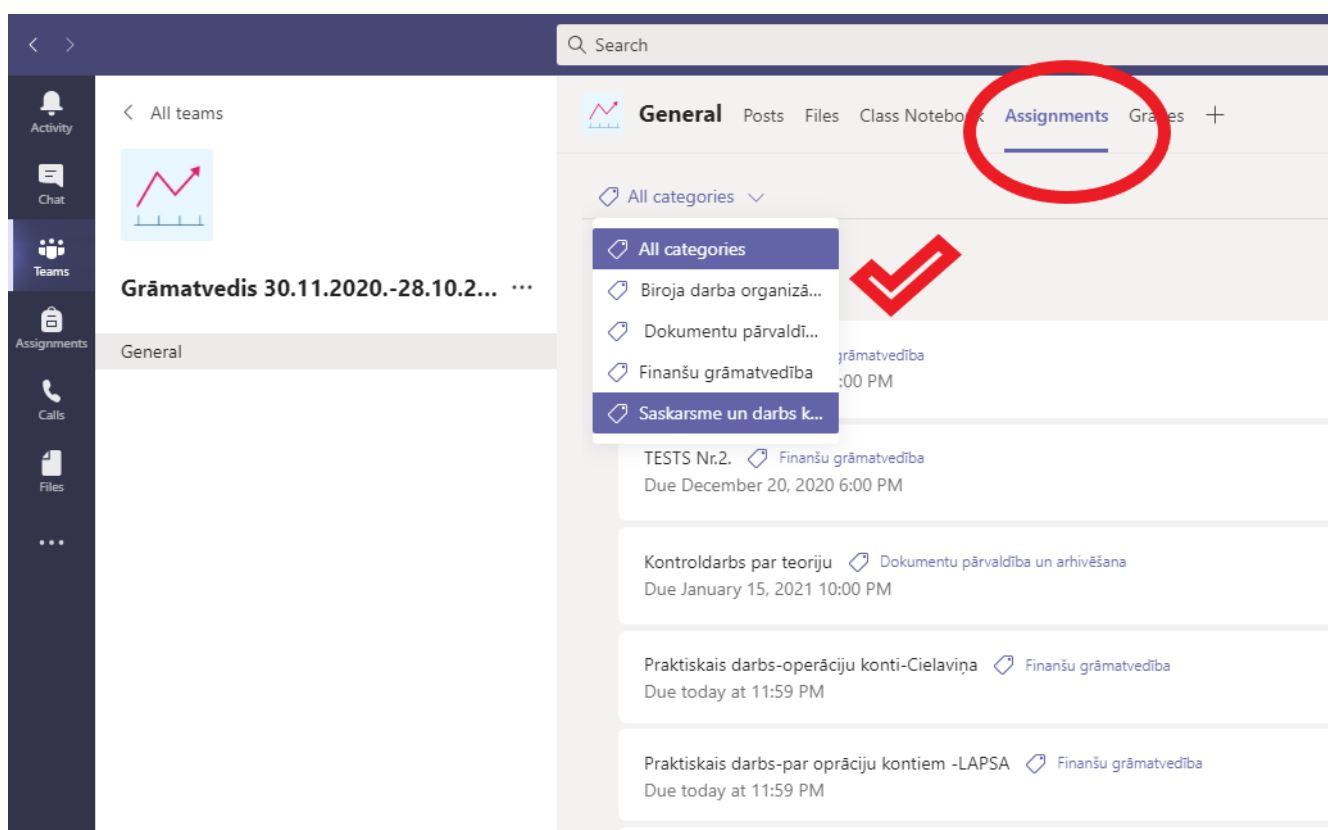 Search
Activity
Chat
Teams
Assignments
Calls
Files
All teams
Grāmatvedis 30.11.2020.-28.10.2... ...
General
General Posts Files Class Notebook Assignments Grades +
All categories
All categories
Biroja darba organizā...
Dokumentu pārvaldī...
Finanšu grāmatvedība
Saskarsme un darbs k...
grāmatvedība
:00 PM
TESTS Nr.2. Finanšu grāmatvedība
Due December 20, 2020 6:00 PM
Kontroldarbs par teoriju Dokumentu pārvaldība un arhivēšana
Due January 15, 2021 10:00 PM
Praktiskais darbs-operāciju konti-Cielaviņa Finanšu grāmatvedība
Due today at 11:59 PM
Praktiskais darbs-par oprāciju kontiem -LAPSA Finanšu grāmatvedība
Due today at 11:59 PM